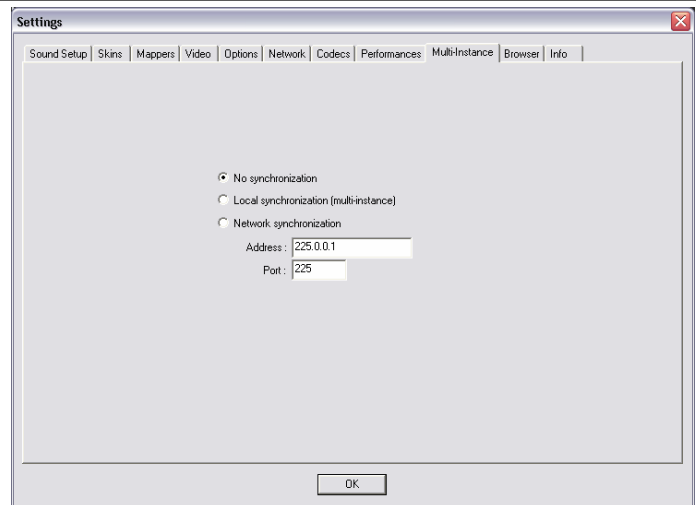 Settings
Sound Setup Skins Mappers Video Options Network Codecs Performances Multi-Instance Browser Info
No synchronization
Local synchronization (multi-instance)
Network synchronization
Address : 225.0.0.1
Port : 225
OK